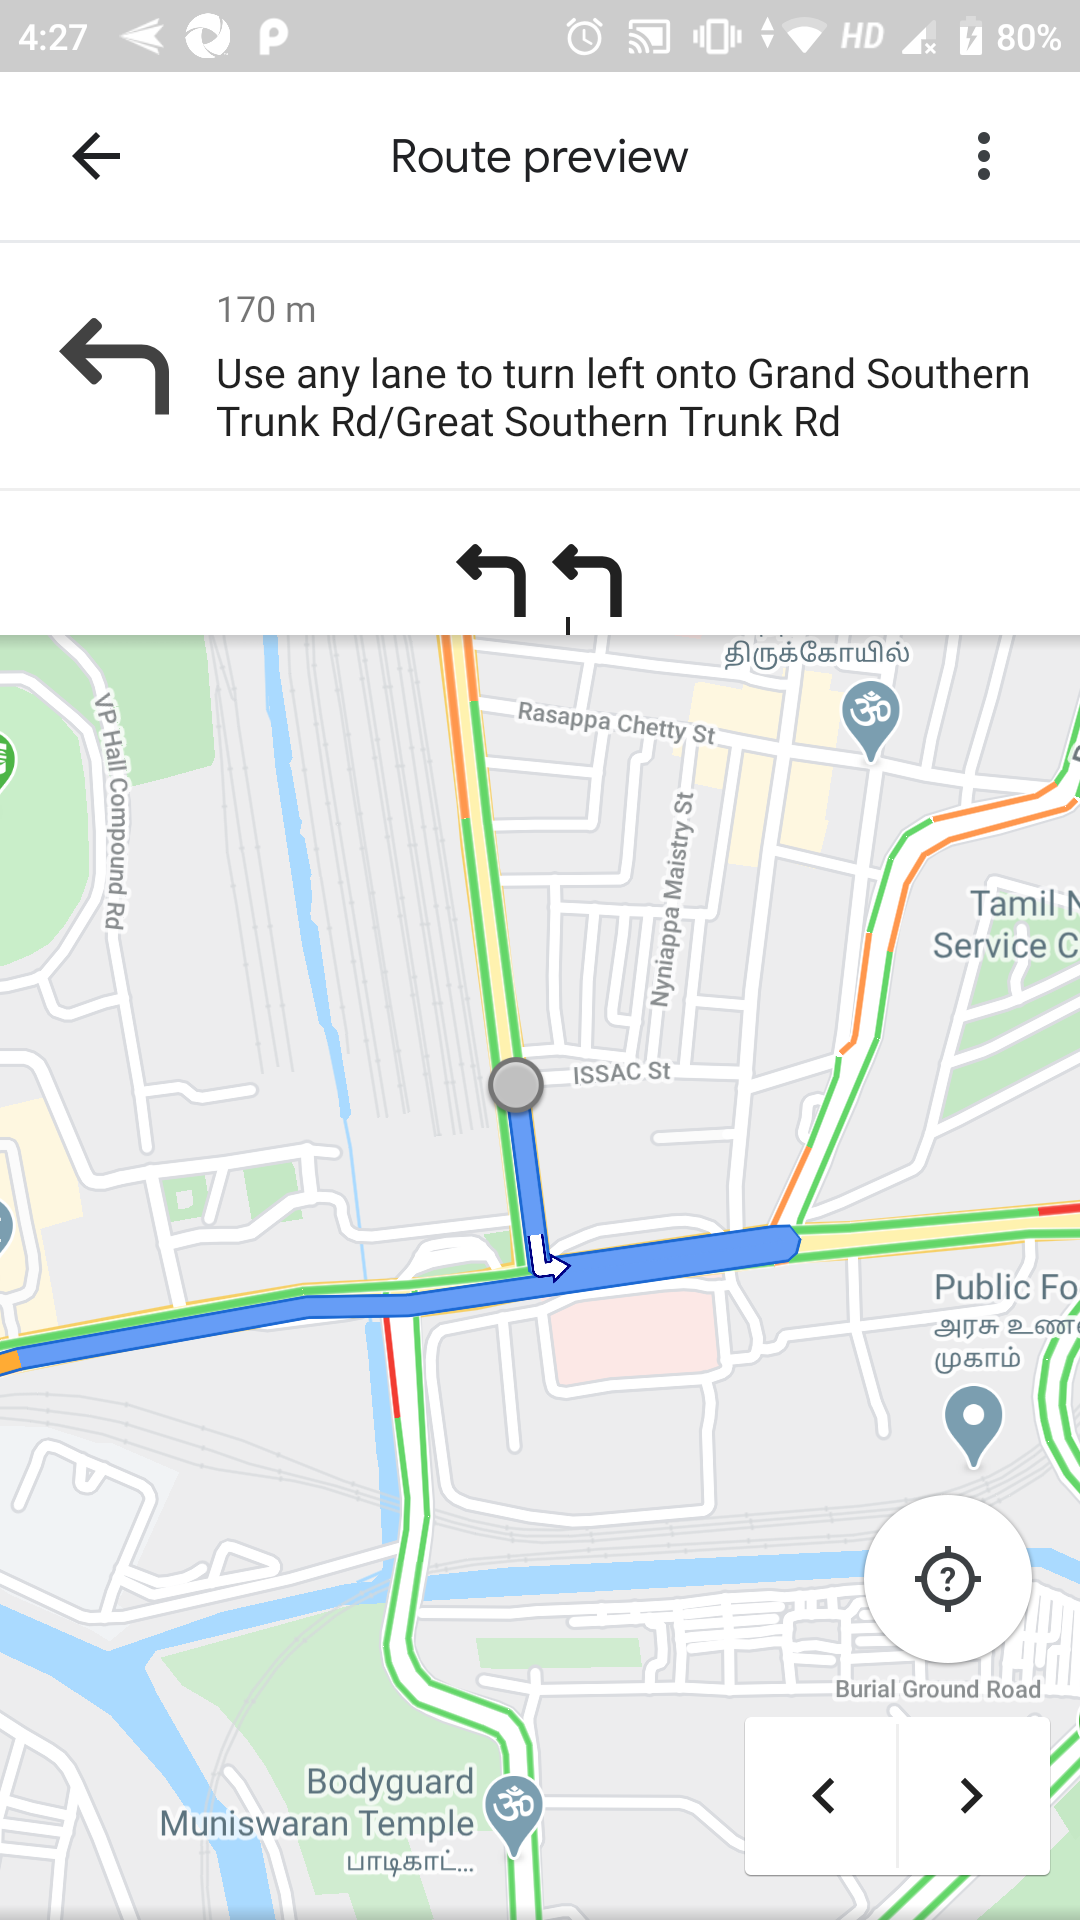 4:27
HD
80%
Route preview
170 m
Use any lane to turn left onto Grand Southern
Trunk Rd/Great Southern Trunk Rd
திருக்கோயில்
Rasappa Chetty St
VP Hall Compound Rd
Nyniappa Maistry St
Tamil N
Service C
ISSAC St
Public Fo
அரசு உண
முகாம்
?
Burial Ground Road
Bodyguard
Muniswaran Temple
பாடிகாட்...